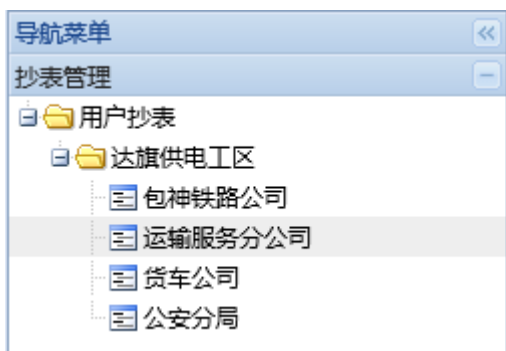 导航菜单
抄表管理
用户抄表
达旗供电工区
包神铁路公司
运输服务分公司
货车公司
公安分局